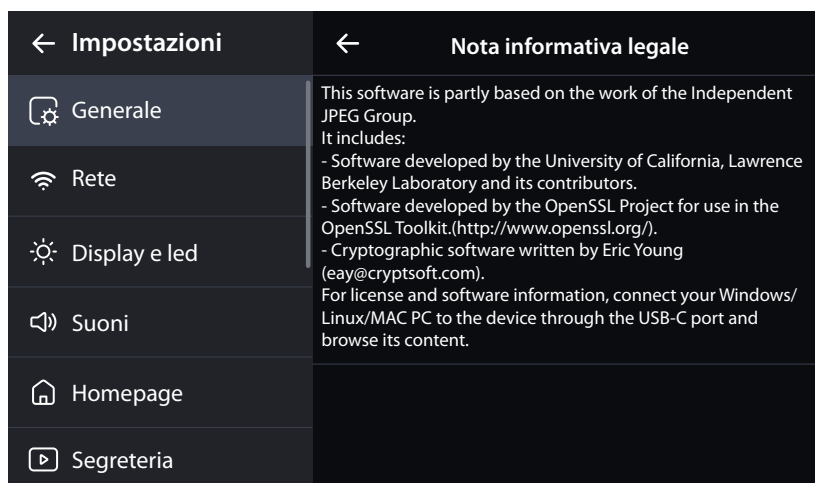 Impostazioni
Generale
Rete
Display e led
Suoni
Homepage
Segreteria
Nota informativa legale
This software is partly based on the work of the Independent
JPEG Group.
It includes:
- Software developed by the University of California, Lawrence
Berkeley Laboratory and its contributors.
- Software developed by the OpenSSL Project for use in the
OpenSSL Toolkit.(http://www.openssl.org/).
- Cryptographic software written by Eric Young
(eay@cryptsoft.com).
For license and software information, connect your Windows/
Linux/MAC PC to the device through the USB-C port and
browse its content.